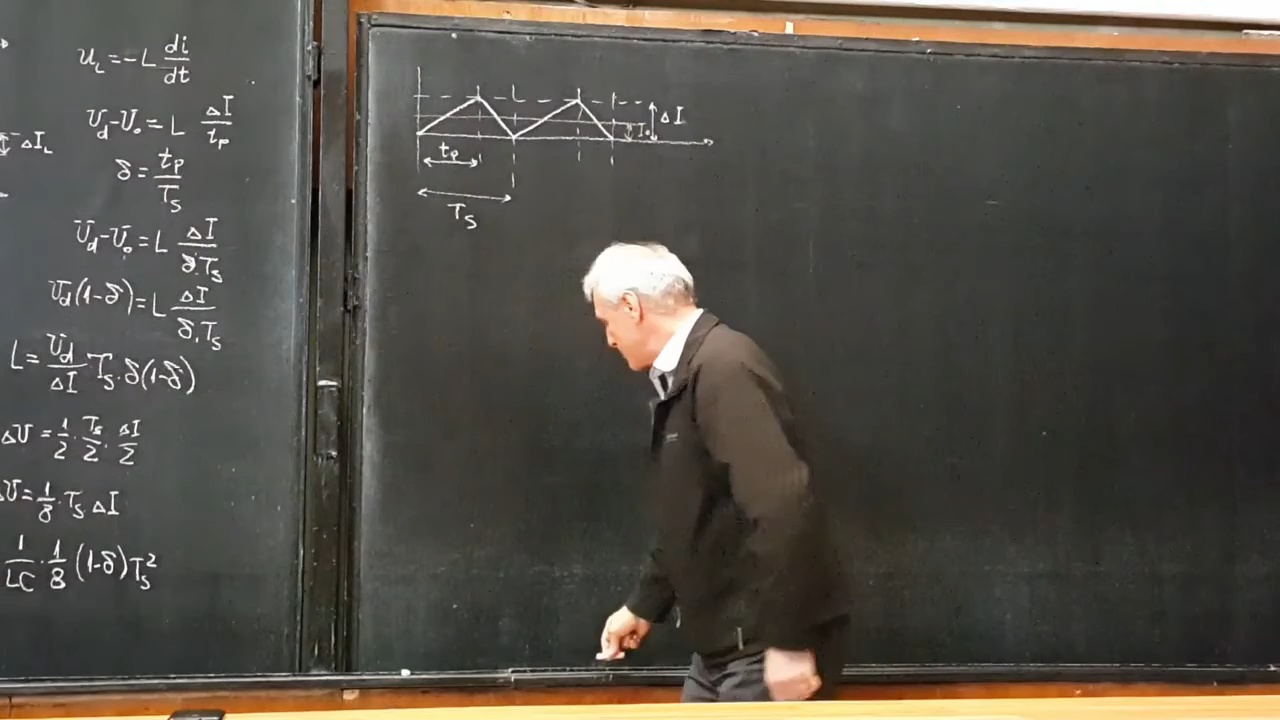 u_L = -L di/dt
U_d - U_o = L ΔI/t_p
ΔI_L
δ = t_p/T_s
U_d - U_o = L ΔI/δ.T_s
U_d(1-δ) = L ΔI/δ.T_s
L = U_d/ΔI T_s.δ(1-δ)
ΔU = 1/2 . T_s/2 . ΔI/2
ΔU = 1/8 . T_s ΔI
1/LC . 1/8 (1-δ)T_s²
I_o
ΔI
t_p
T_s